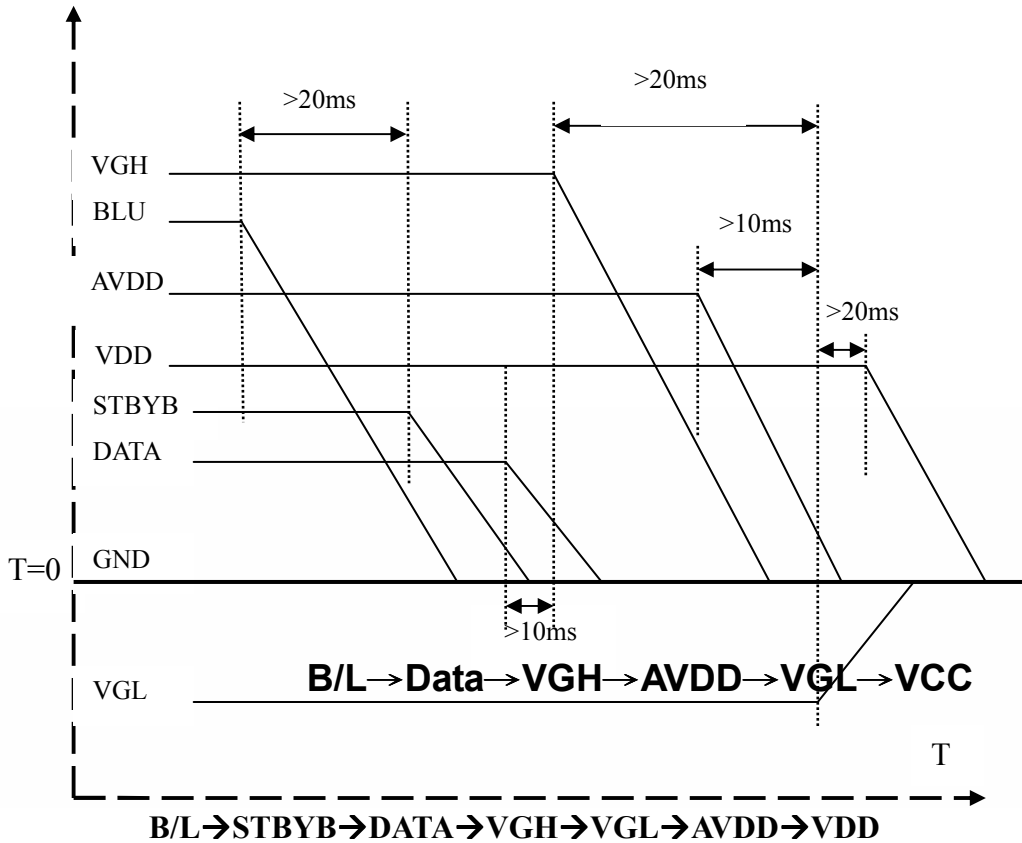 >20ms
>20ms
VGH
BLU
>10ms
AVDD
>20ms
VDD
STBYB
DATA
GND
T=0
>10ms
B/L→Data→VGH→AVDD→VGL→VCC
VGL
T
B/L→STBYB→DATA→VGH→VGL→AVDD→VDD